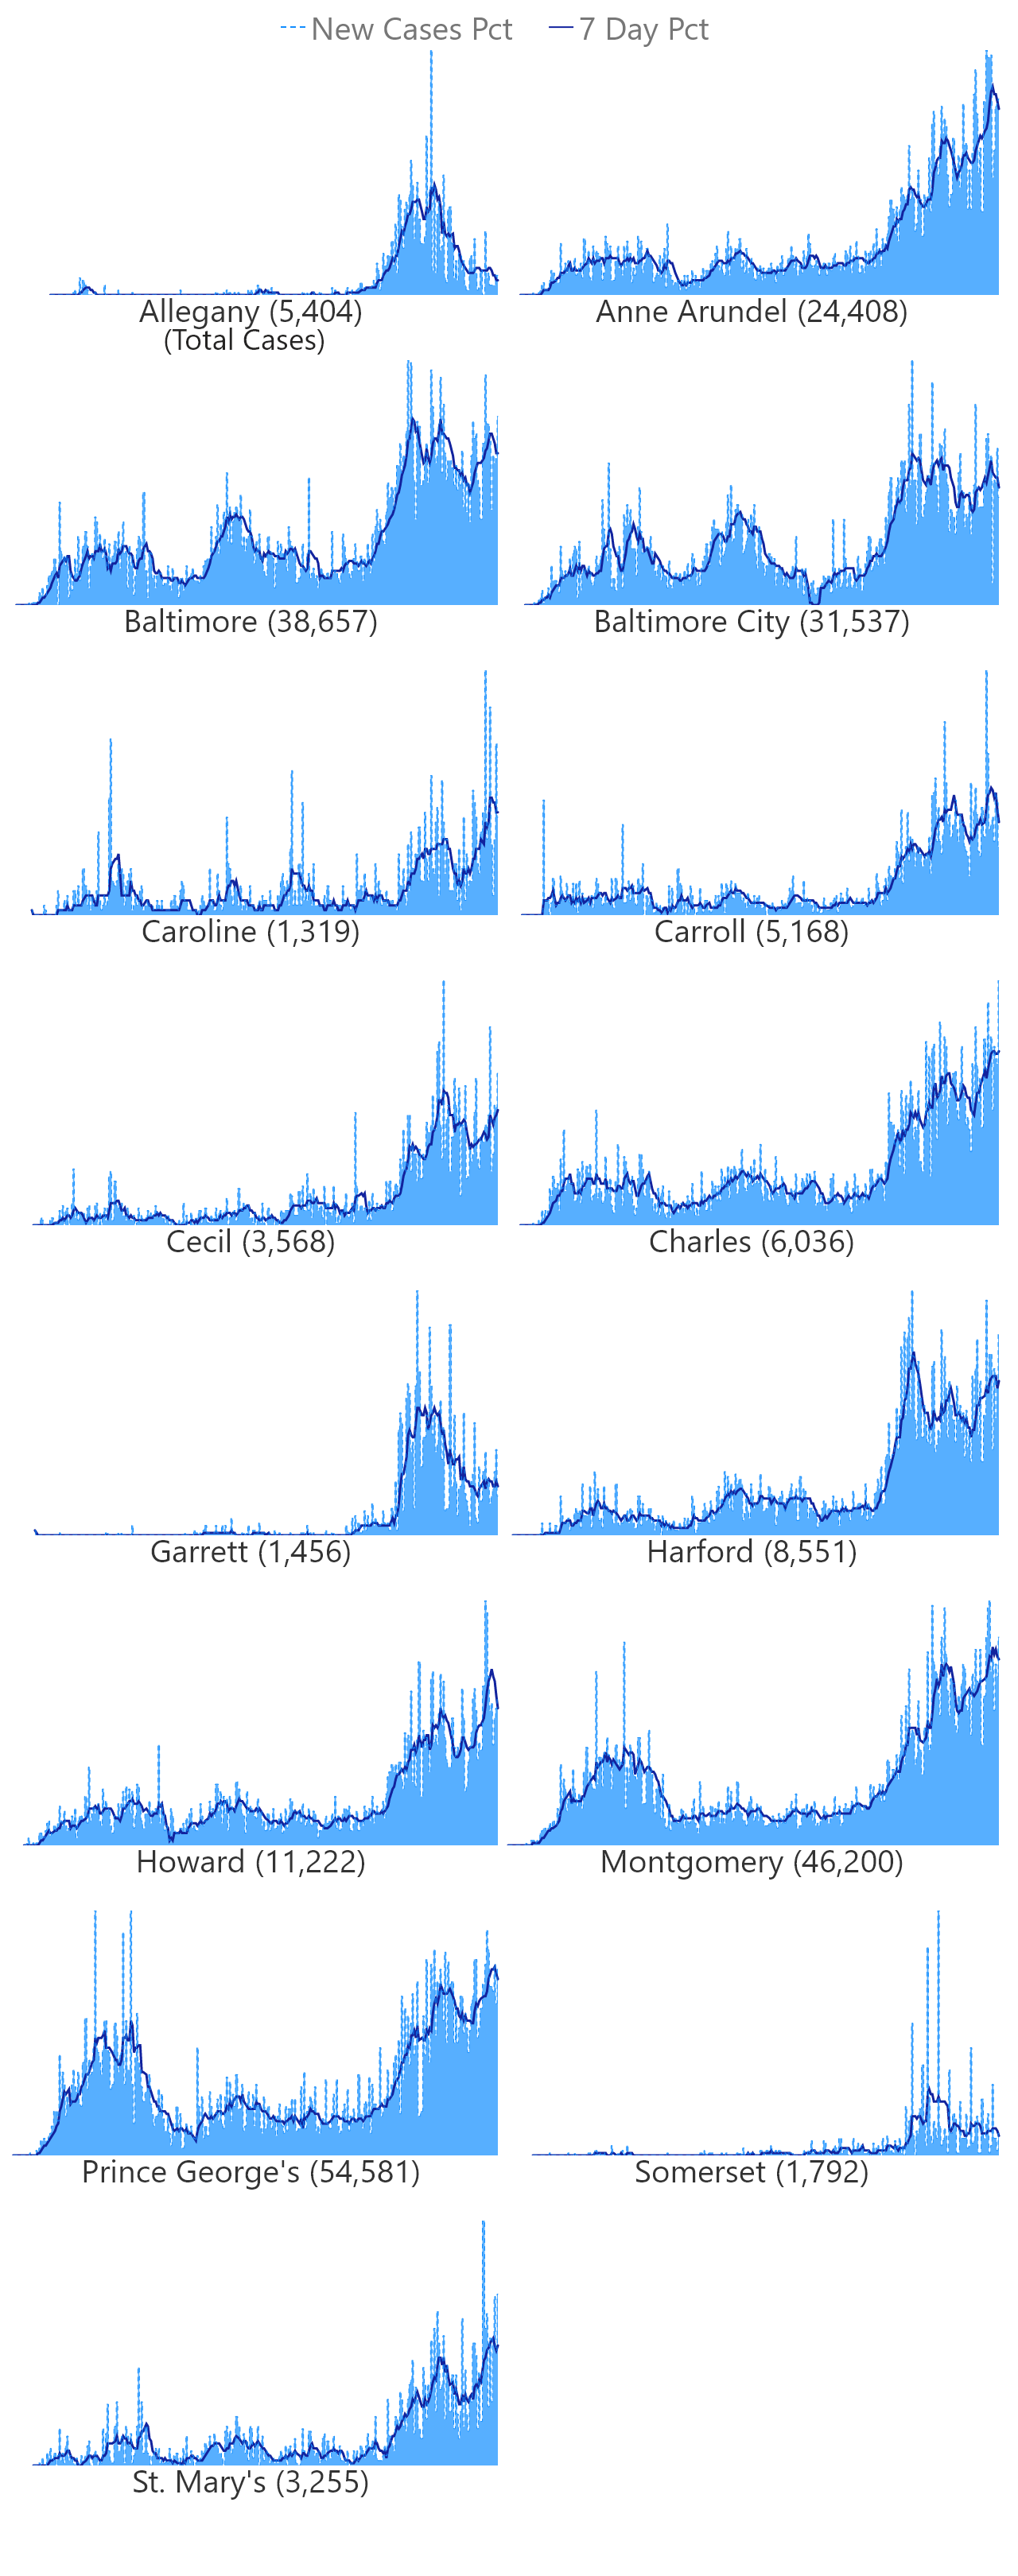 New Cases Pct 7 Day Pct
Allegany (5,404)
(Total Cases)
Anne Arundel (24,408)
Baltimore (38,657)
Baltimore City (31,537)
Caroline (1,319)
Carroll (5,168)
Cecil (3,568)
Charles (6,036)
Garrett (1,456)
Harford (8,551)
Howard (11,222)
Montgomery (46,200)
Prince George's (54,581)
Somerset (1,792)
St. Mary's (3,255)